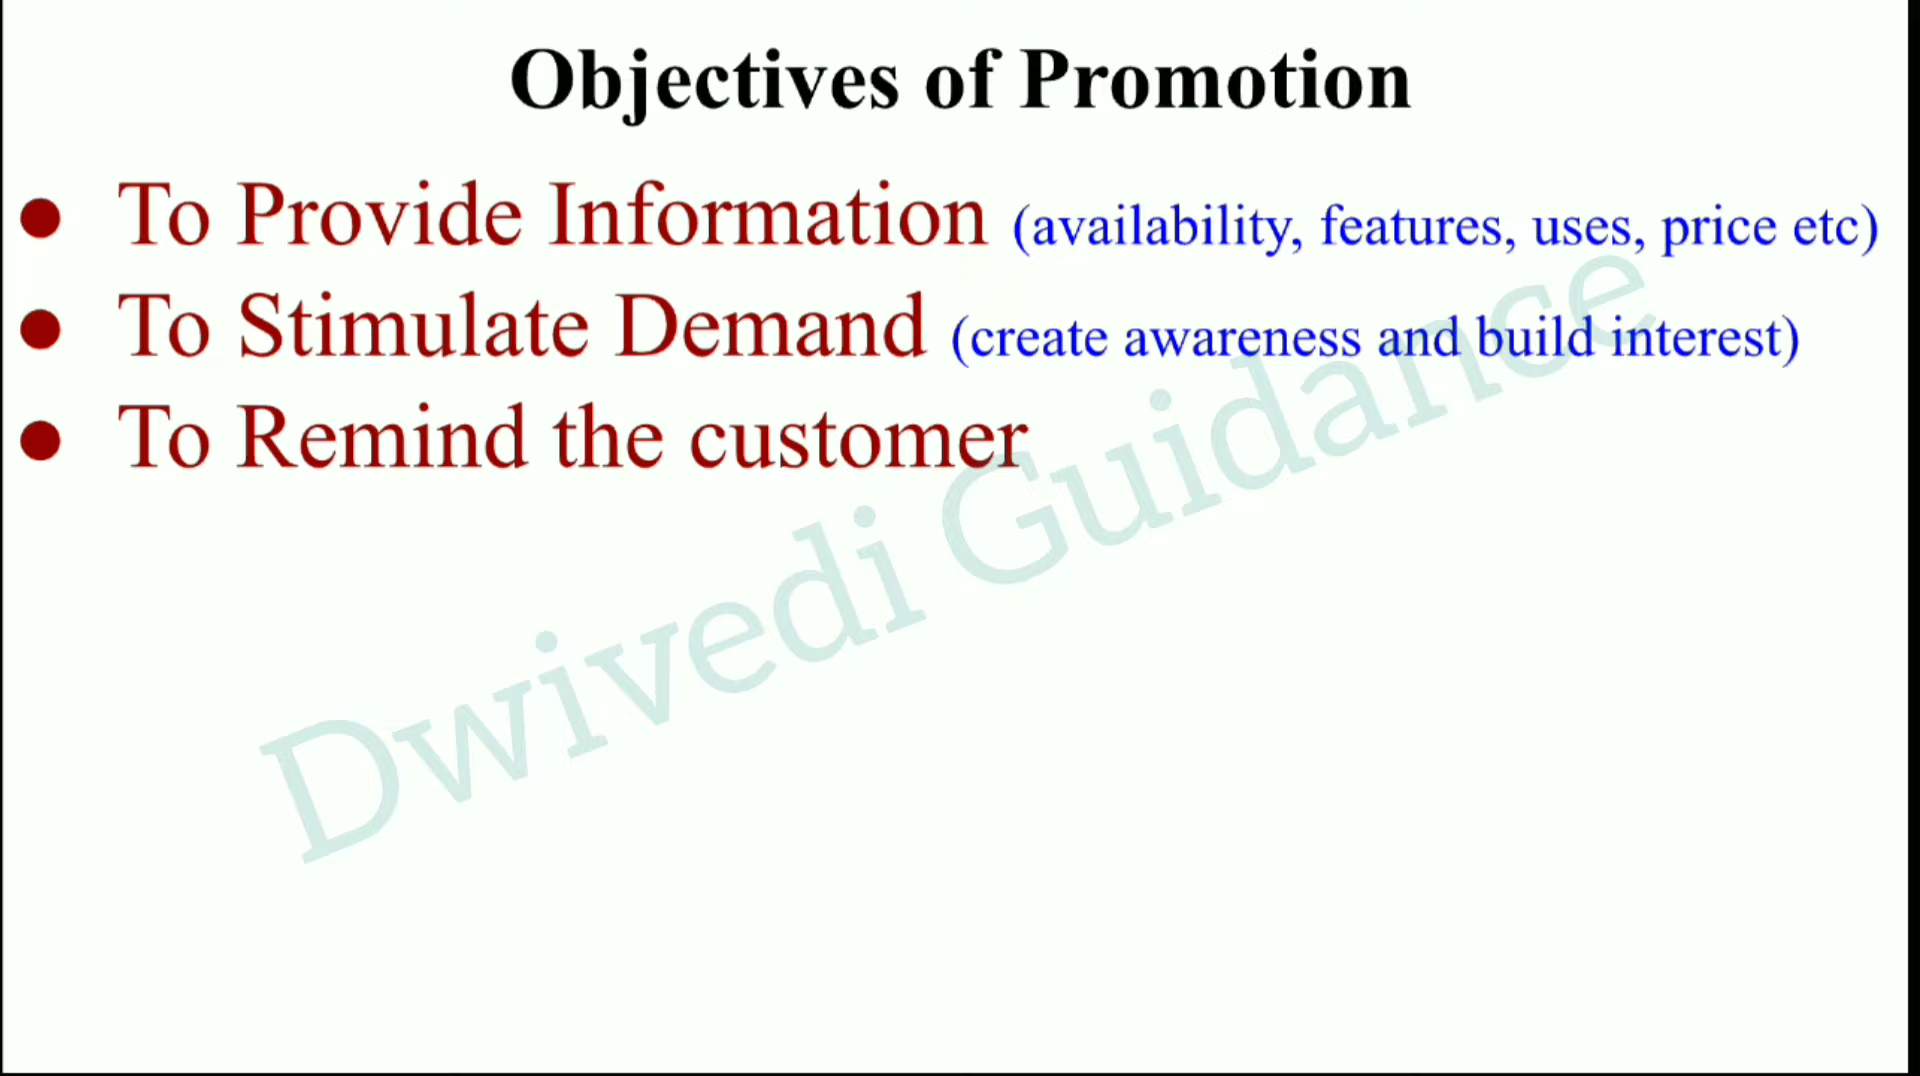 Objectives of Promotion
● To Provide Information (availability, features, uses, price etc)
● To Stimulate Demand (create awareness and build interest)
● To Remind the customer
Dwivedi Guidance